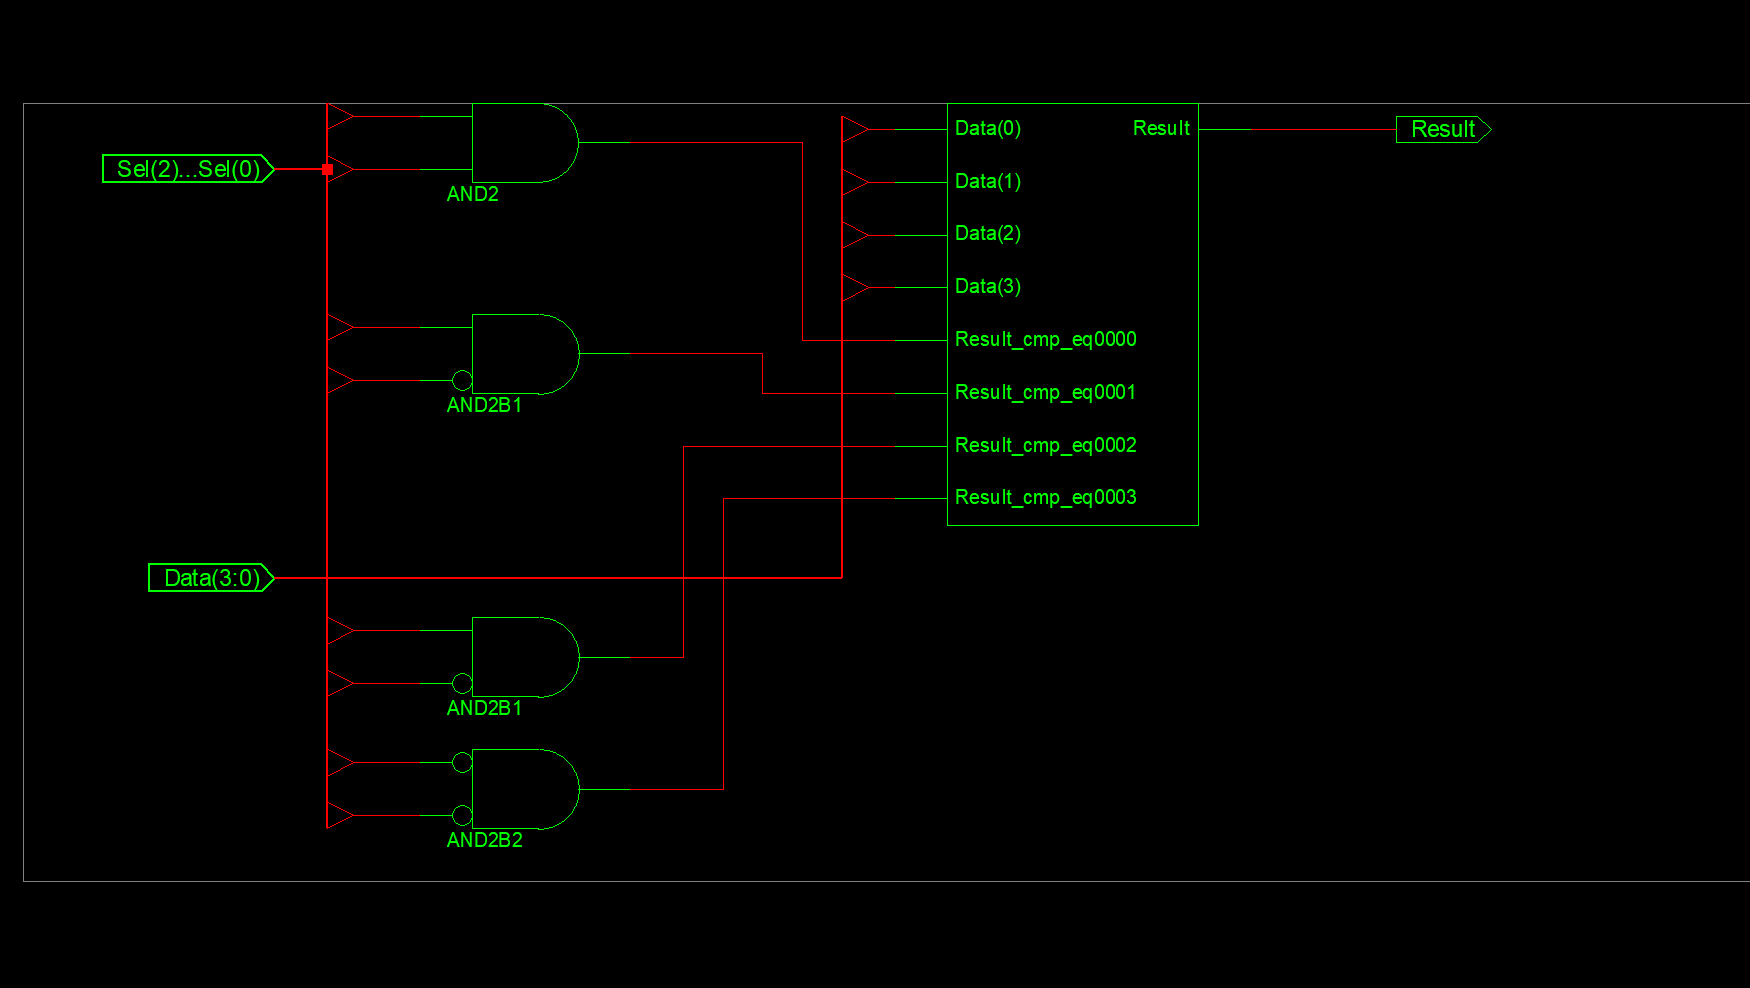 Sel(2)...Sel(0)
AND2
AND2B1
Data(3:0)
AND2B1
AND2B2
Data(0)
Data(1)
Data(2)
Data(3)
Result_cmp_eq0000
Result_cmp_eq0001
Result_cmp_eq0002
Result_cmp_eq0003
Result
Result